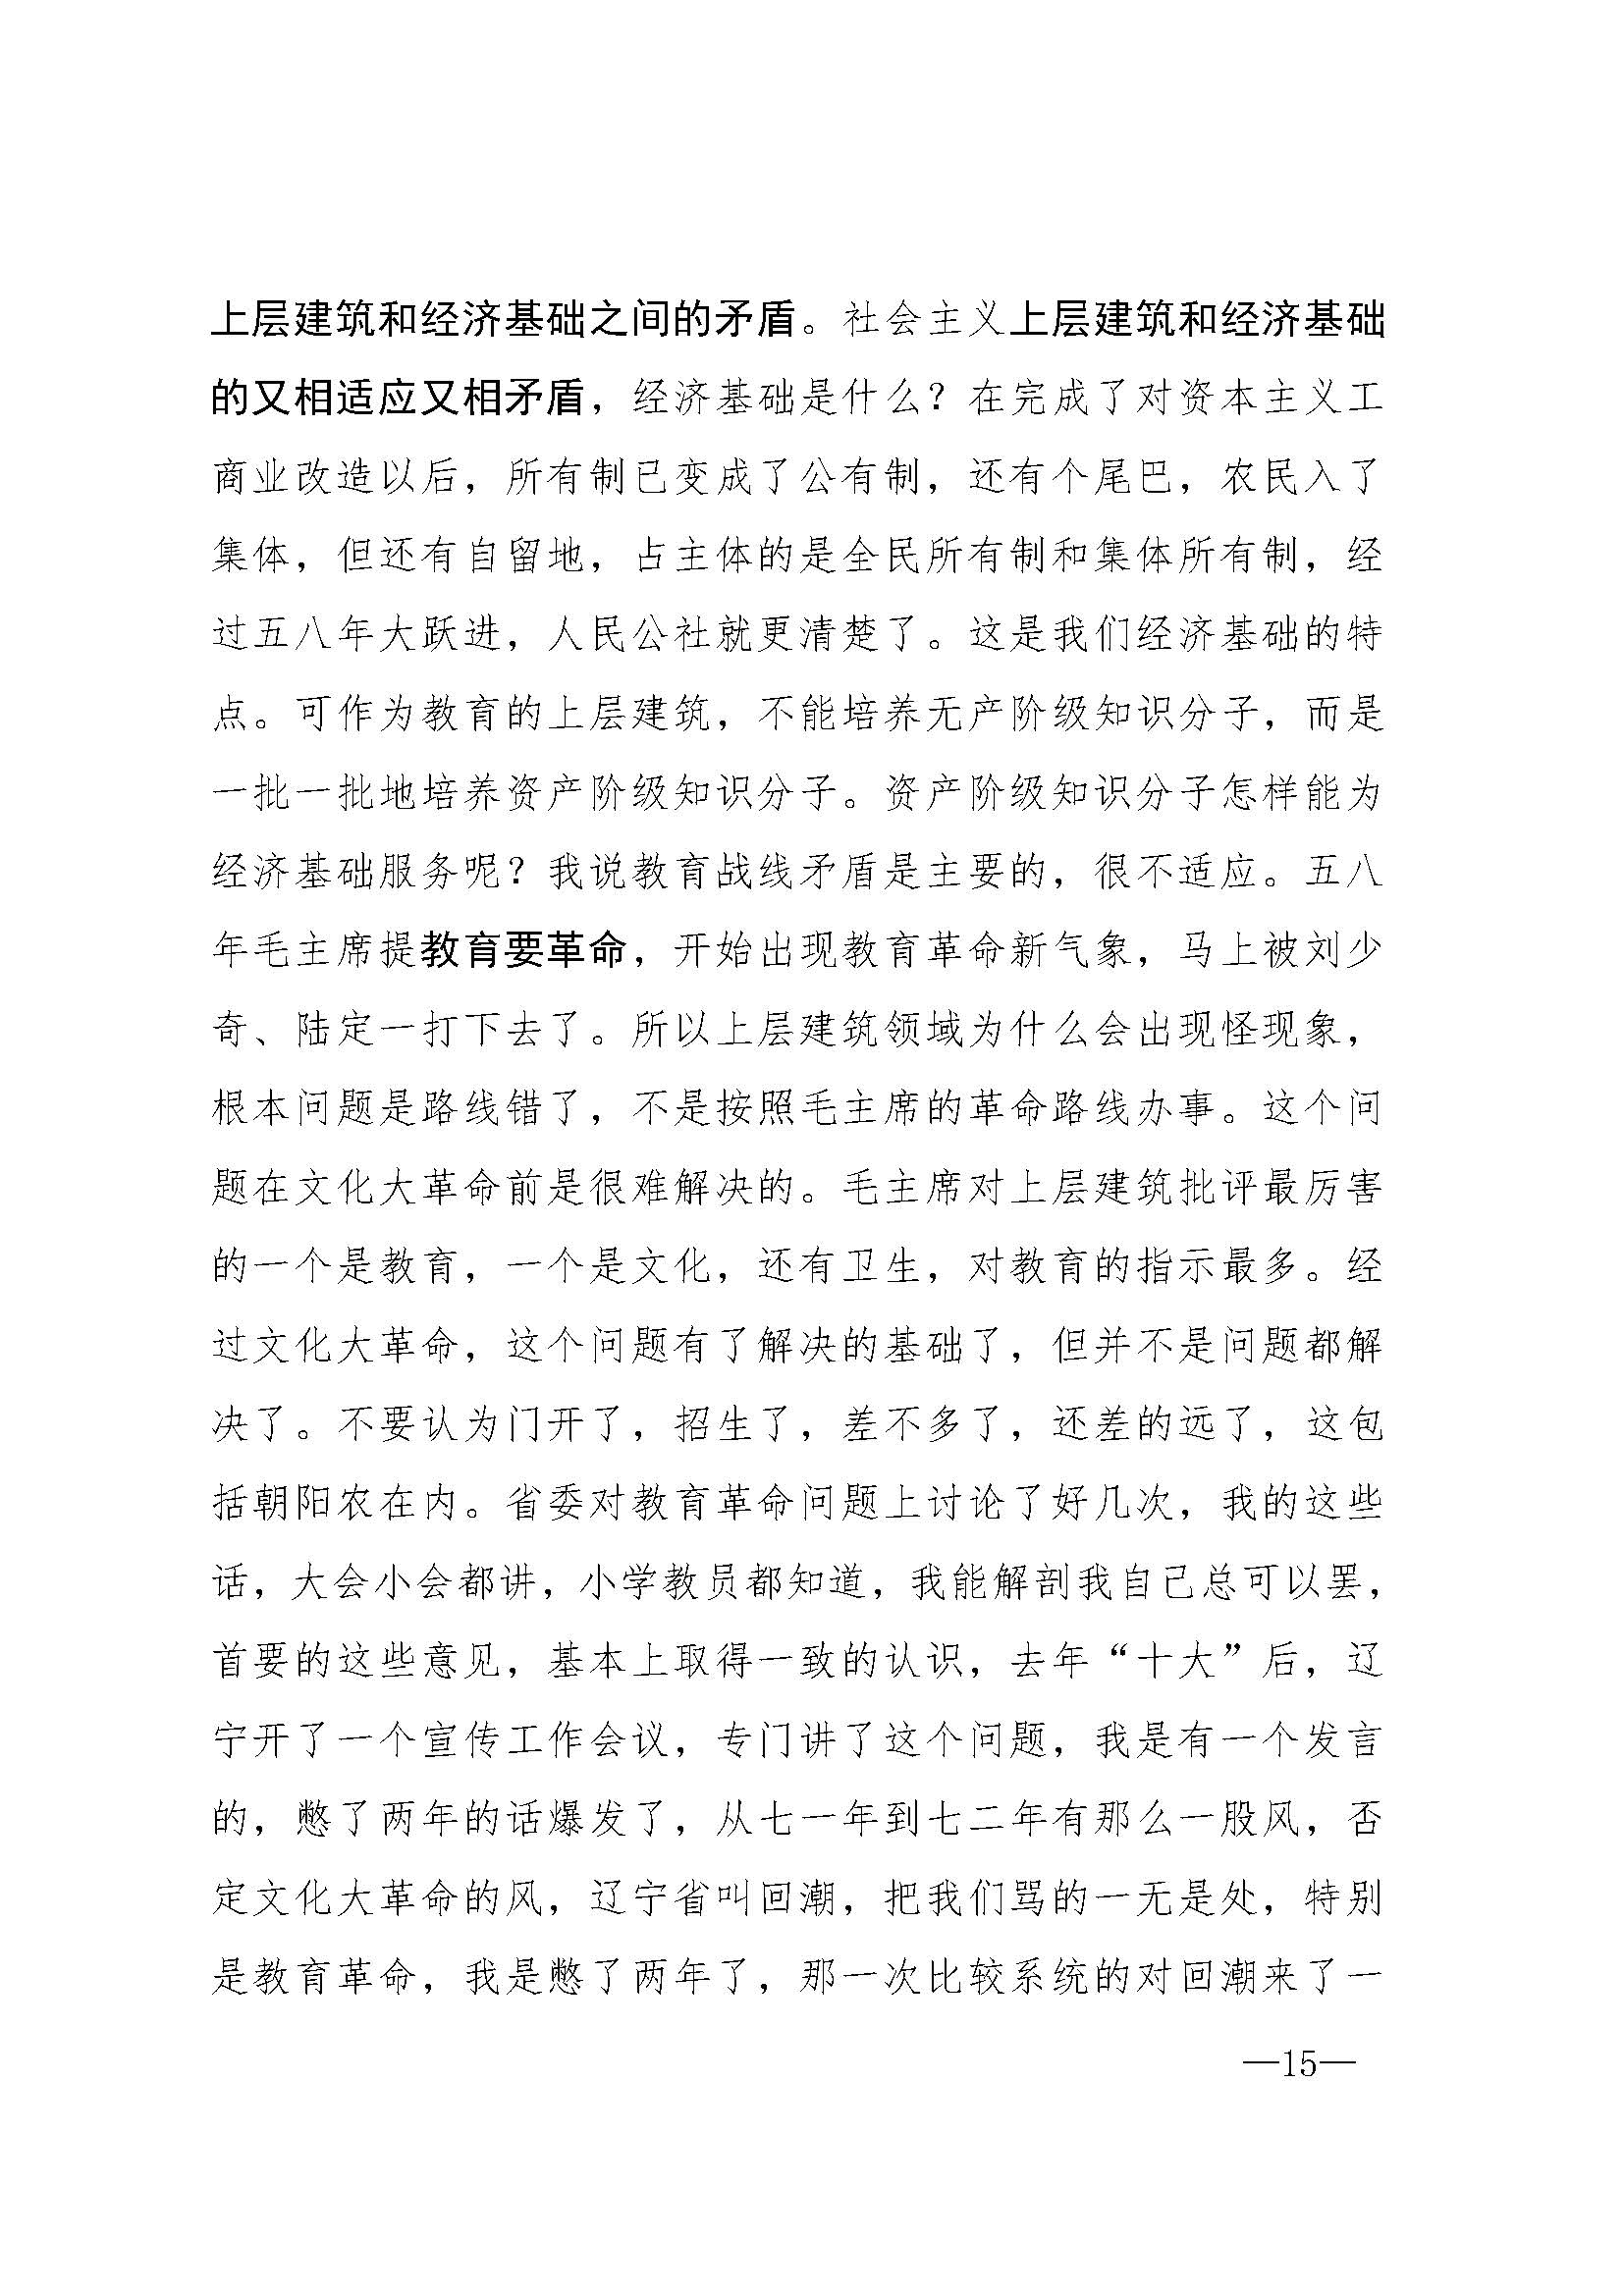 上层建筑和经济基础之间的矛盾。社会主义上层建筑和经济基础
的又相适应又相矛盾，经济基础是什么？在完成了对资本主义工
商业改造以后，所有制已变成了公有制，还有个尾巴，农民入了
集体，但还有自留地，占主体的是全民所有制和集体所有制，经
过五八年大跃进，人民公社就更清楚了。这是我们经济基础的特
点。可作为教育的上层建筑，不能培养无产阶级知识分子，而是
一批一批地培养资产阶级知识分子。资产阶级知识分子怎样能为
经济基础服务呢？我说教育战线矛盾是主要的，很不适应。五八
年毛主席提教育要革命，开始出现教育革命新气象，马上被刘少
奇、陆定一打下去了。所以上层建筑领域为什么会出现怪现象，
根本问题是路线错了，不是按照毛主席的革命路线办事。这个问
题在文化大革命前是很难解决的。毛主席对上层建筑批评最厉害
的一个是教育，一个是文化，还有卫生，对教育的指示最多。经
过文化大革命，这个问题有了解决的基础了，但并不是问题都解
决了。不要认为门开了，招生了，差不多了，还差的远了，这包
括朝阳农在内。省委对教育革命问题上讨论了好几次，我的这些
话，大会小会都讲，小学教员都知道，我能解剖我自己总可以罢，
首要的这些意见，基本上取得一致的认识，去年“十大”后，辽
宁开了一个宣传工作会议，专门讲了这个问题，我是有一个发言
的，憋了两年的话爆发了，从七一年到七二年有那么一股风，否
定文化大革命的风，辽宁省叫回潮，把我们骂的一无是处，特别
是教育革命，我是憋了两年了，那一次比较系统的对回潮来了一
—15—